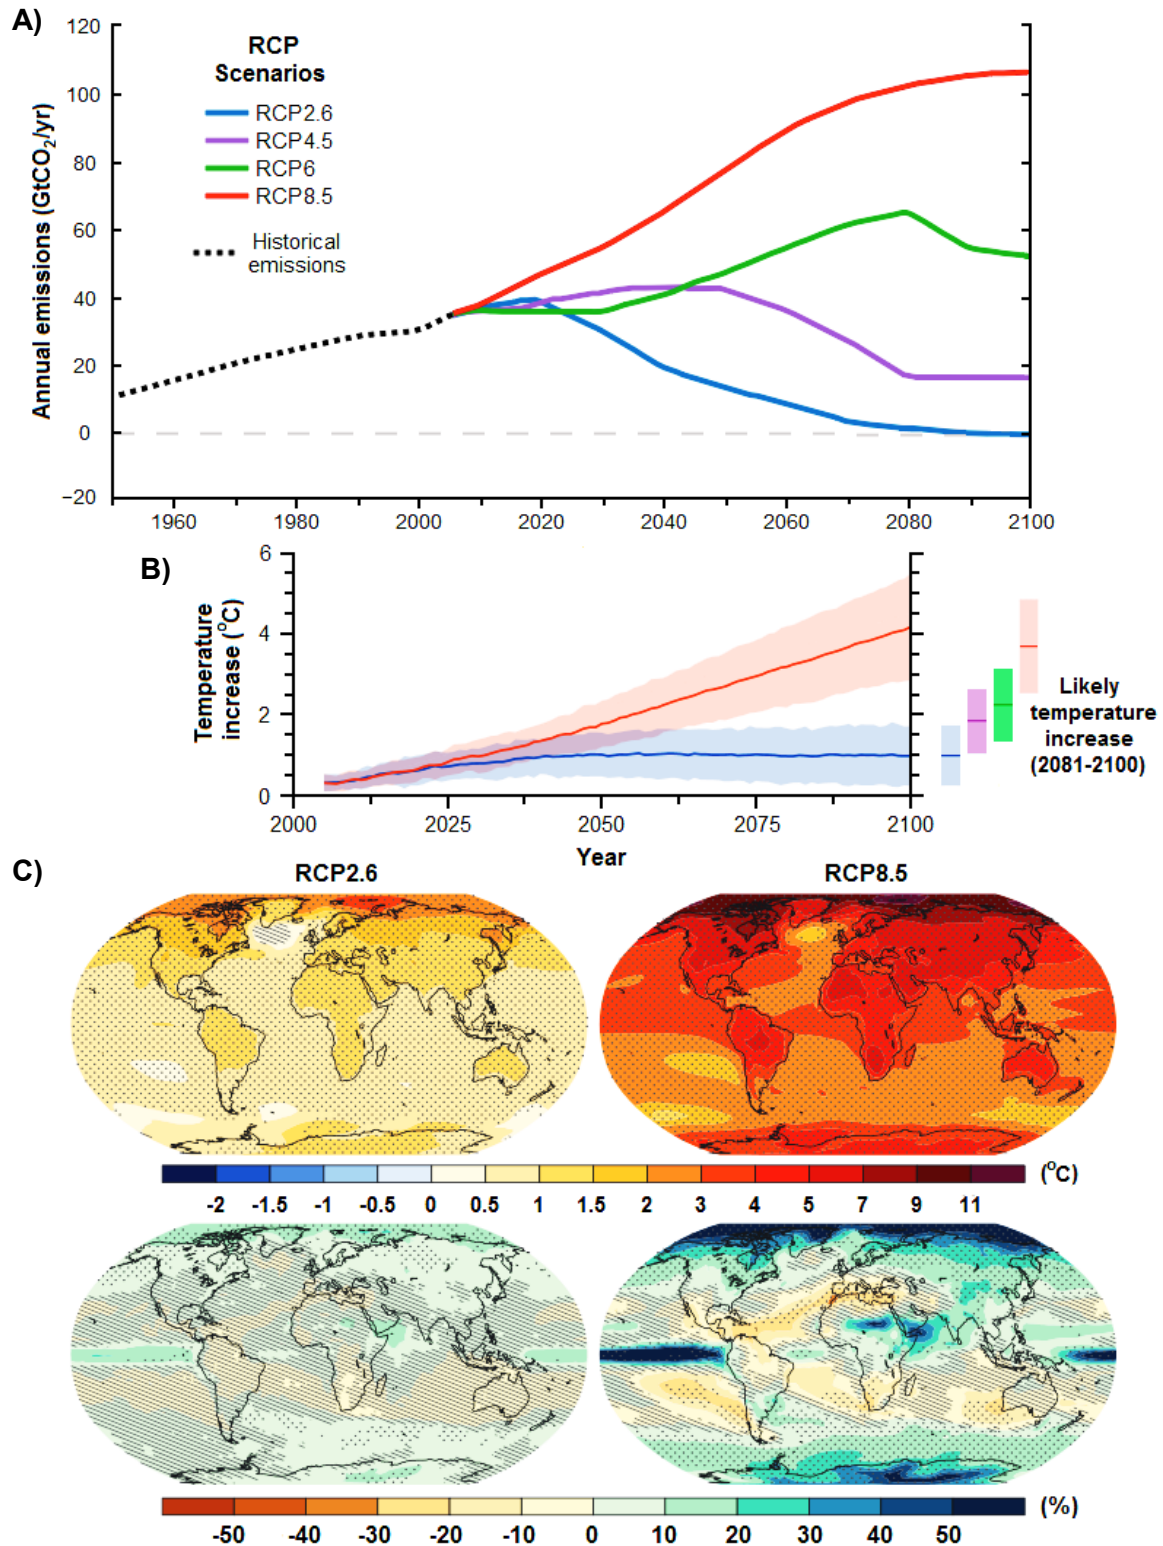 A)
120
100
80
60
40
20
0
−20
Annual emissions (GtCO₂/yr)
RCP
Scenarios
RCP2.6
RCP4.5
RCP6
RCP8.5
Historical
emissions
1960 1980 2000 2020 2040 2060 2080 2100
B)
6
4
2
0
Temperature
increase (°C)
2000 2025 2050 2075 2100
Year
Likely
temperature
increase
(2081-2100)
C)
RCP2.6 RCP8.5
-2 -1.5 -1 -0.5 0 0.5 1 1.5 2 3 4 5 7 9 11 (°C)
-50 -40 -30 -20 -10 0 10 20 30 40 50 (%)